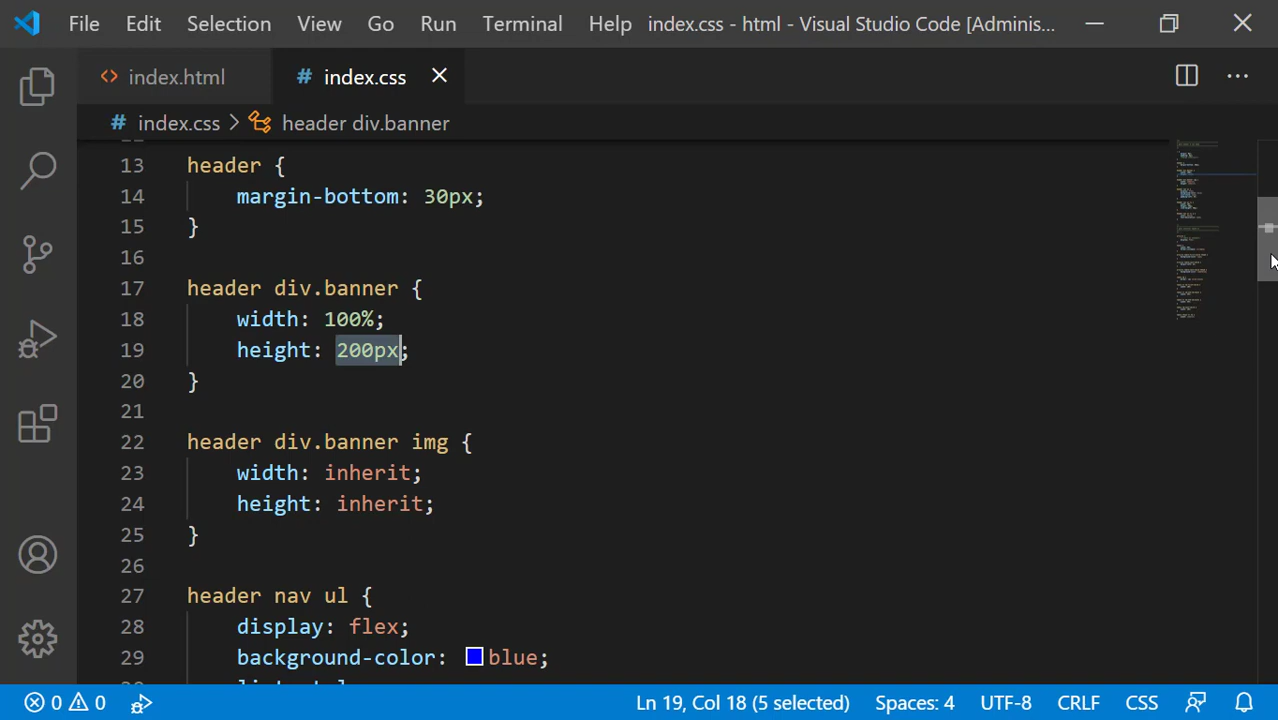 File Edit Selection View Go Run Terminal Help index.css - html - Visual Studio Code [Adminis...
index.html # index.css
# index.css > header div.banner
13 header {
14 margin-bottom: 30px;
15 }
16
17 header div.banner {
18 width: 100%;
19 height: 200px;
20 }
21
22 header div.banner img {
23 width: inherit;
24 height: inherit;
25 }
26
27 header nav ul {
28 display: flex;
29 background-color: blue;
Ln 19, Col 18 (5 selected) Spaces: 4 UTF-8 CRLF CSS
0 0